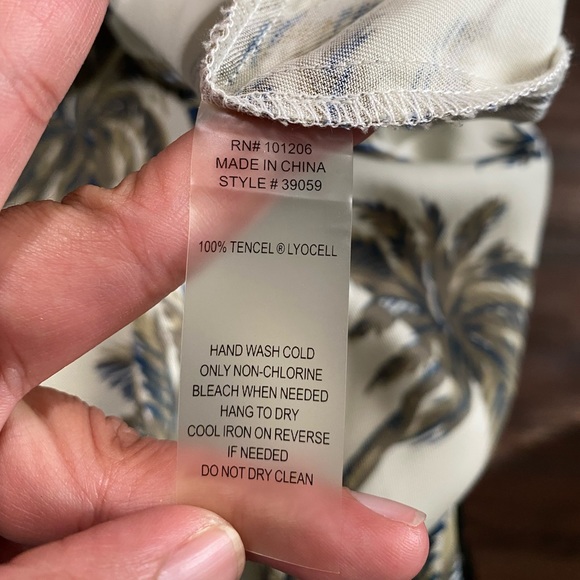 RN# 101206
MADE IN CHINA
STYLE # 39059
100% TENCEL ® LYOCELL
HAND WASH COLD
ONLY NON-CHLORINE
BLEACH WHEN NEEDED
HANG TO DRY
COOL IRON ON REVERSE
IF NEEDED
DO NOT DRY CLEAN